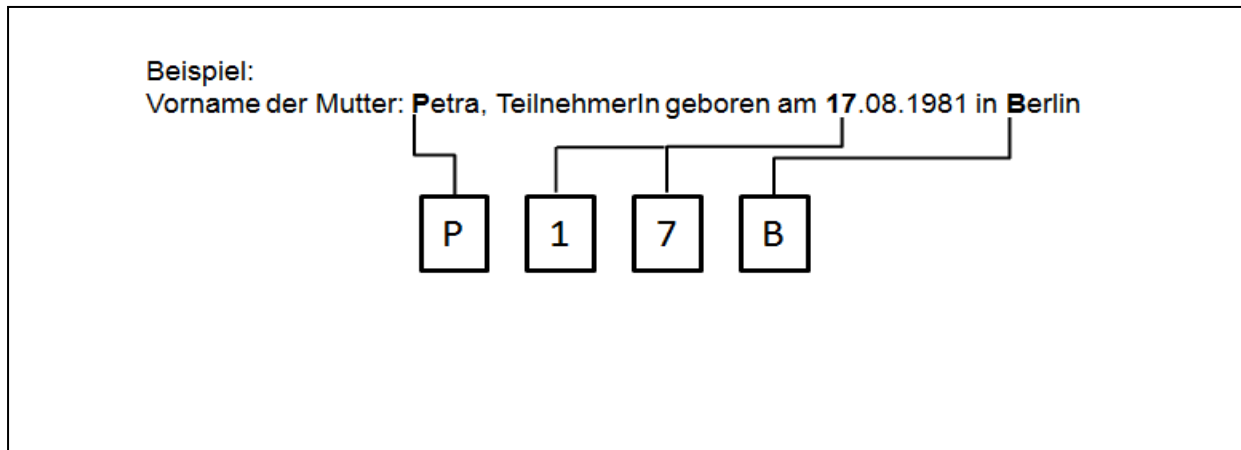 Beispiel:
Vorname der Mutter: Petra, TeilnehmerIn geboren am 17.08.1981 in Berlin
P 1 7 B